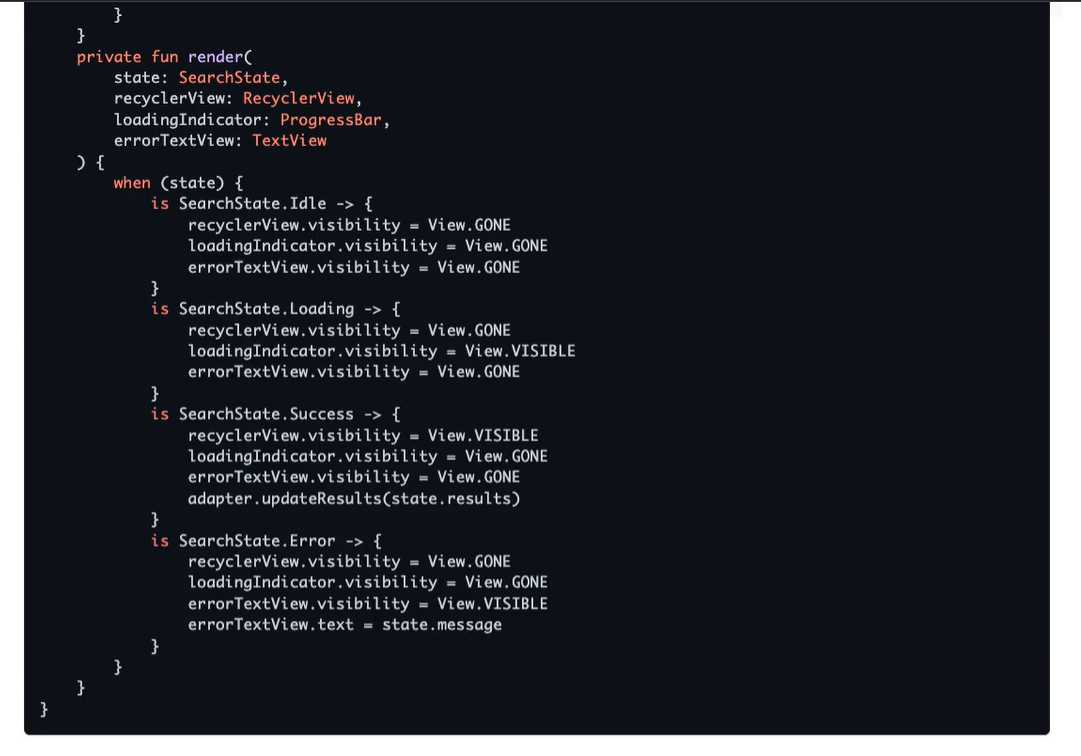 }
    }
    private fun render(
        state: SearchState,
        recyclerView: RecyclerView,
        loadingIndicator: ProgressBar,
        errorTextView: TextView
    ) {
        when (state) {
            is SearchState.Idle -> {
                recyclerView.visibility = View.GONE
                loadingIndicator.visibility = View.GONE
                errorTextView.visibility = View.GONE
            }
            is SearchState.Loading -> {
                recyclerView.visibility = View.GONE
                loadingIndicator.visibility = View.VISIBLE
                errorTextView.visibility = View.GONE
            }
            is SearchState.Success -> {
                recyclerView.visibility = View.VISIBLE
                loadingIndicator.visibility = View.GONE
                errorTextView.visibility = View.GONE
                adapter.updateResults(state.results)
            }
            is SearchState.Error -> {
                recyclerView.visibility = View.GONE
                loadingIndicator.visibility = View.GONE
                errorTextView.visibility = View.VISIBLE
                errorTextView.text = state.message
            }
        }
    }
}